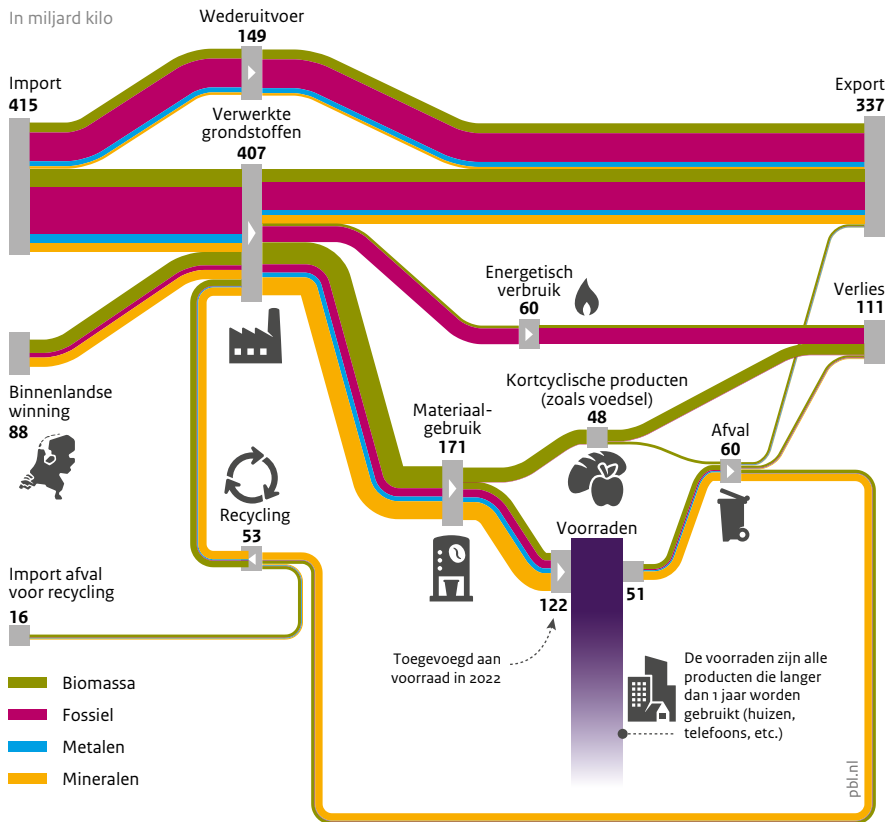 In miljard kilo
Wederuitvoer
149
Import
415
Export
337
Verwerkte
grondstoffen
407
Energetisch
verbruik
60
Verlies
111
Binnenlandse
winning
88
Kortcyclische producten
(zoals voedsel)
48
Materiaal-
gebruik
171
Afval
60
Recycling
53
Voorraden
122
51
Import afval
voor recycling
16
Toegevoegd aan
voorraad in 2022
De voorraden zijn alle
producten die langer
dan 1 jaar worden
gebruikt (huizen,
telefoons, etc.)
Biomassa
Fossiel
Metalen
Mineralen
pbl.nl